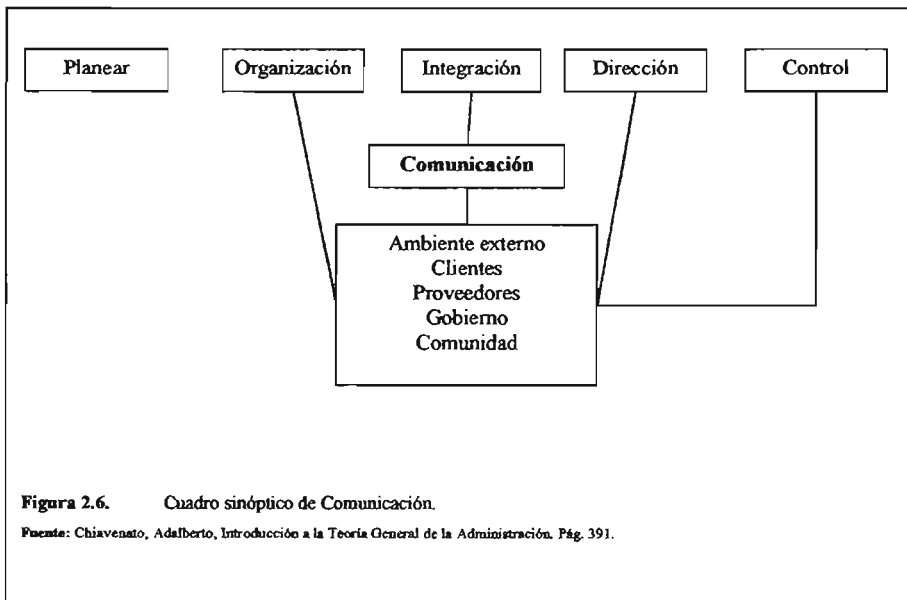 Planear
Organización
Integración
Dirección
Control
Comunicación
Ambiente externo
Clientes
Proveedores
Gobierno
Comunidad
Figura 2.6. Cuadro sinóptico de Comunicación.
Fuente: Chiavenato, Adalberto, Introducción a la Teoría General de la Administración. Pág. 391.